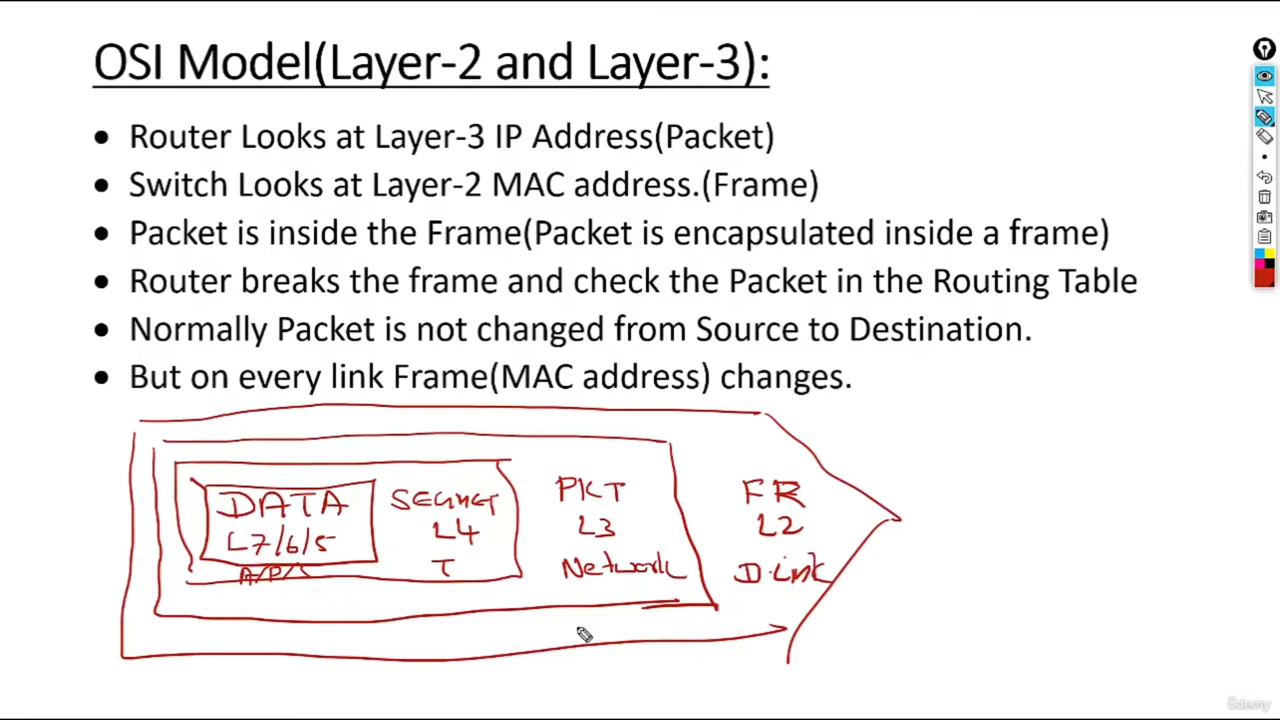 OSI Model(Layer-2 and Layer-3):
• Router Looks at Layer-3 IP Address(Packet)
• Switch Looks at Layer-2 MAC address.(Frame)
• Packet is inside the Frame(Packet is encapsulated inside a frame)
• Router breaks the frame and check the Packet in the Routing Table
• Normally Packet is not changed from Source to Destination.
• But on every link Frame(MAC address) changes.
DATA SEGMET PKT FR
L7/6/5 L4 L3 L2
A/P/S T Network D.Link
ûdemy